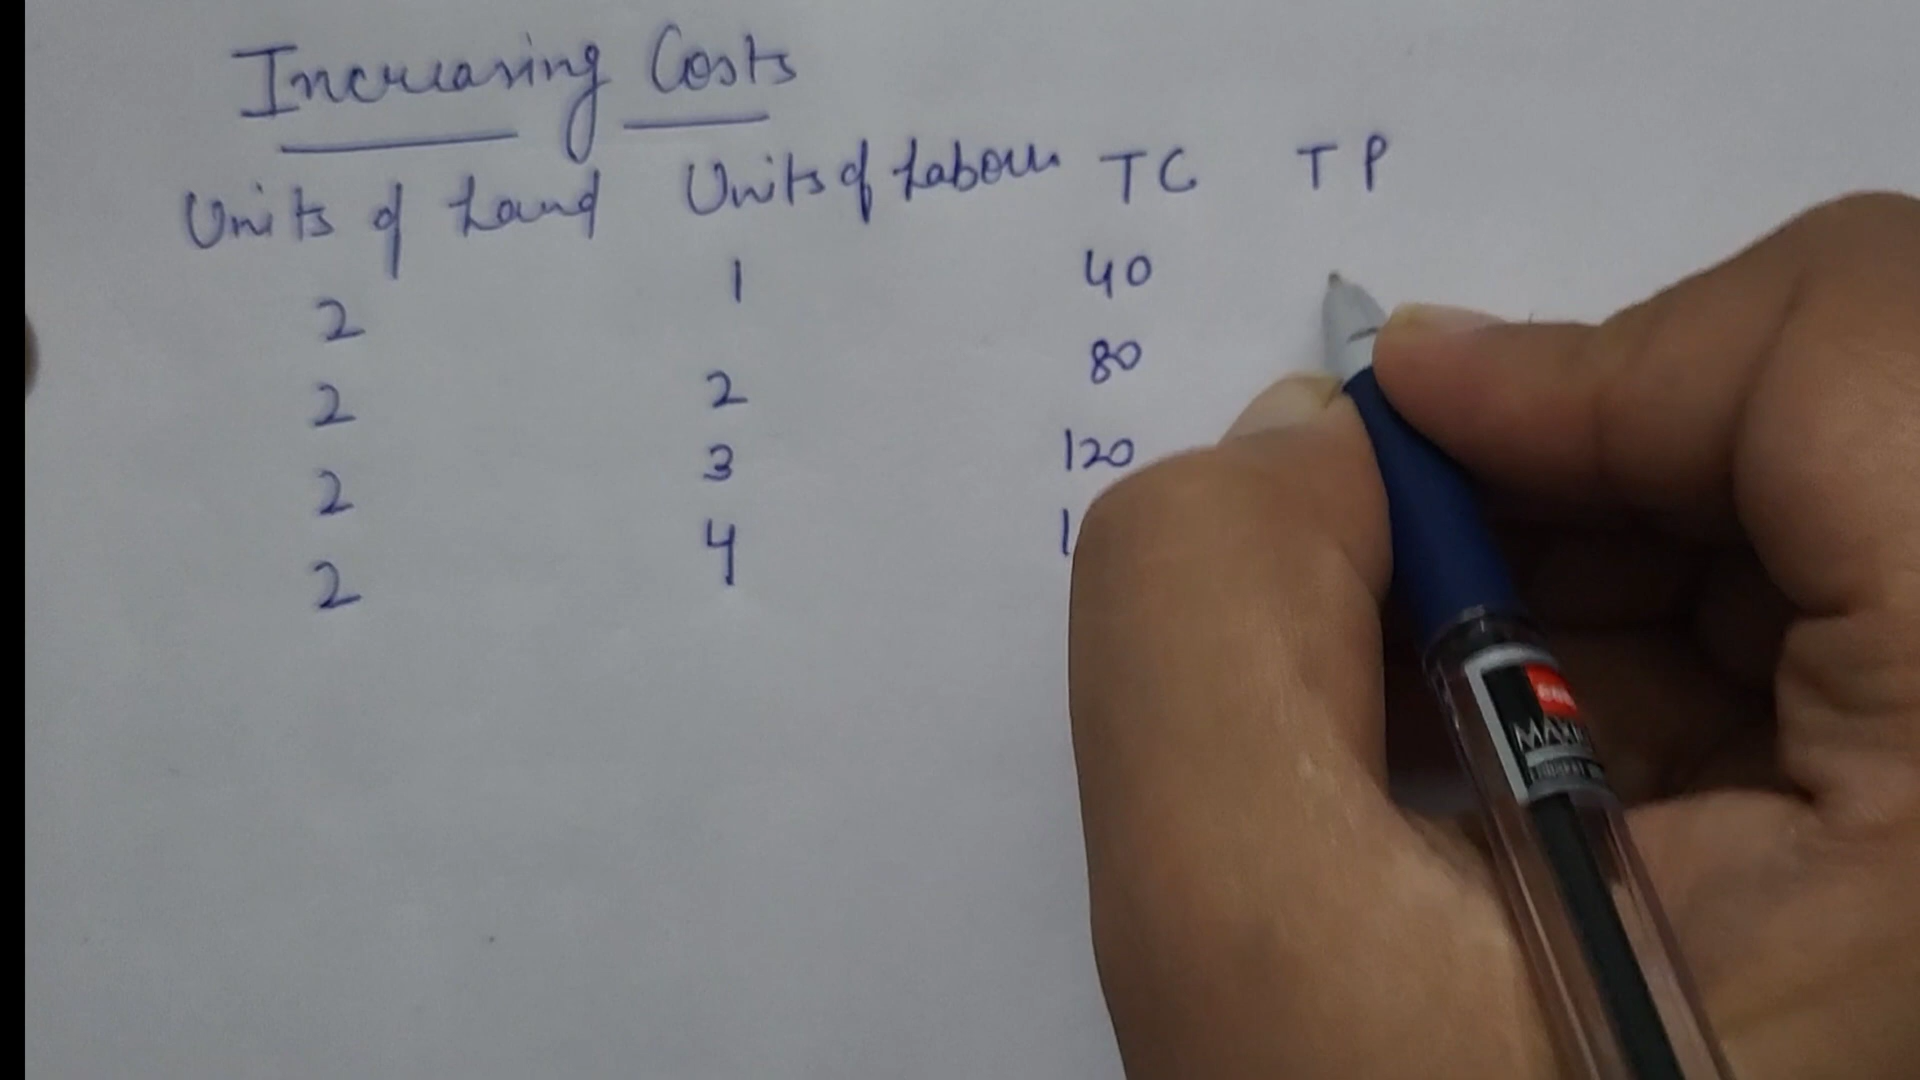 Increasing Costs
Units of Land Units of Labour TC TP
2 1 40
2 2 80
2 3 120
2 4